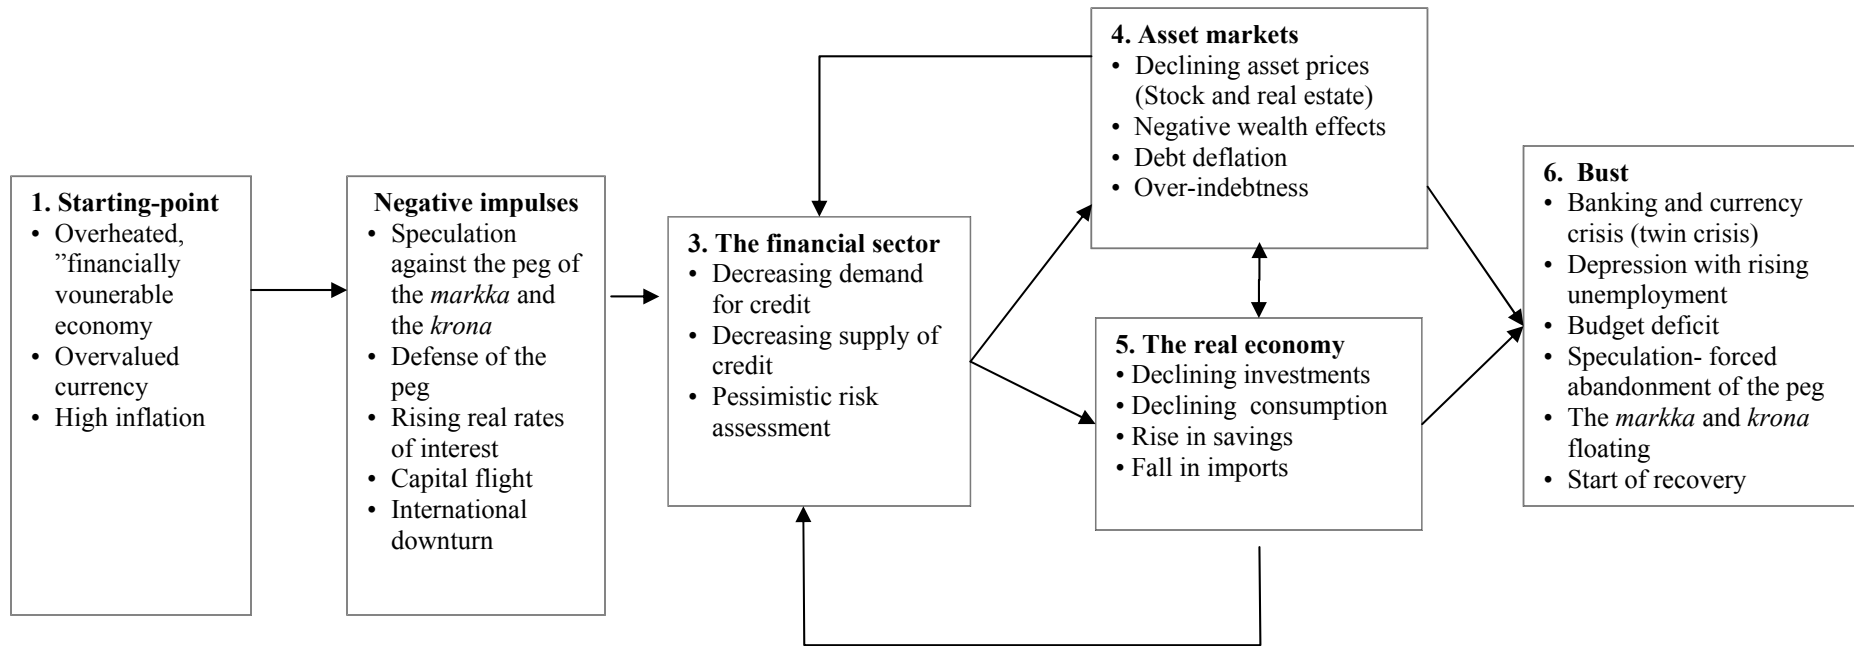 1. Starting-point
• Overheated,
”financially
vounerable
economy
• Overvalued
currency
• High inflation
Negative impulses
• Speculation
against the peg of
the markka and
the krona
• Defense of the
peg
• Rising real rates
of interest
• Capital flight
• International
downturn
3. The financial sector
• Decreasing demand
for credit
• Decreasing supply of
credit
• Pessimistic risk
assessment
4. Asset markets
• Declining asset prices
(Stock and real estate)
• Negative wealth effects
• Debt deflation
• Over-indebtness
5. The real economy
• Declining investments
• Declining consumption
• Rise in savings
• Fall in imports
6. Bust
• Banking and currency
crisis (twin crisis)
• Depression with rising
unemployment
• Budget deficit
• Speculation- forced
abandonment of the peg
• The markka and krona
floating
• Start of recovery